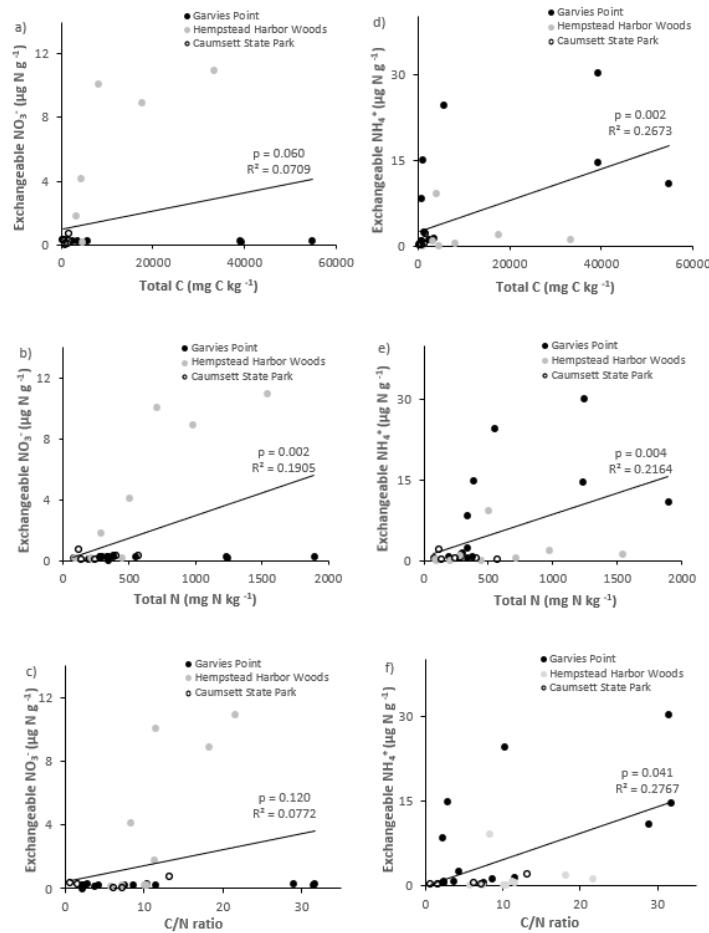 a)
● Garvies Point
● Hempstead Harbor Woods
○ Caumsett State Park
Exchangeable NO₃⁻ (µg N g⁻¹)
12
8
4
0
p = 0.060
R² = 0.0709
0 20000 40000 60000
Total C (mg C kg⁻¹)
d)
● Garvies Point
● Hempstead Harbor Woods
○ Caumsett State Park
Exchangeable NH₄⁺ (µg N g⁻¹)
30
15
0
p = 0.002
R² = 0.2673
0 20000 40000 60000
Total C (mg C kg⁻¹)
b)
● Garvies Point
● Hempstead Harbor Woods
○ Caumsett State Park
Exchangeable NO₃⁻ (µg N g⁻¹)
12
8
4
0
p = 0.002
R² = 0.1905
0 500 1000 1500 2000
Total N (mg N kg⁻¹)
e)
● Garvies Point
● Hempstead Harbor Woods
○ Caumsett State Park
Exchangeable NH₄⁺ (µg N g⁻¹)
45
30
15
0
p = 0.004
R² = 0.2164
0 500 1000 1500 2000
Total N (mg N kg⁻¹)
c)
● Garvies Point
● Hempstead Harbor Woods
○ Caumsett State Park
Exchangeable NO₃⁻ (µg N g⁻¹)
12
8
4
0
p = 0.120
R² = 0.0772
0 10 20 30
C/N ratio
f)
● Garvies Point
● Hempstead Harbor Woods
○ Caumsett State Park
Exchangeable NH₄⁺ (µg N g⁻¹)
45
30
15
0
p = 0.041
R² = 0.2767
0 10 20 30
C/N ratio